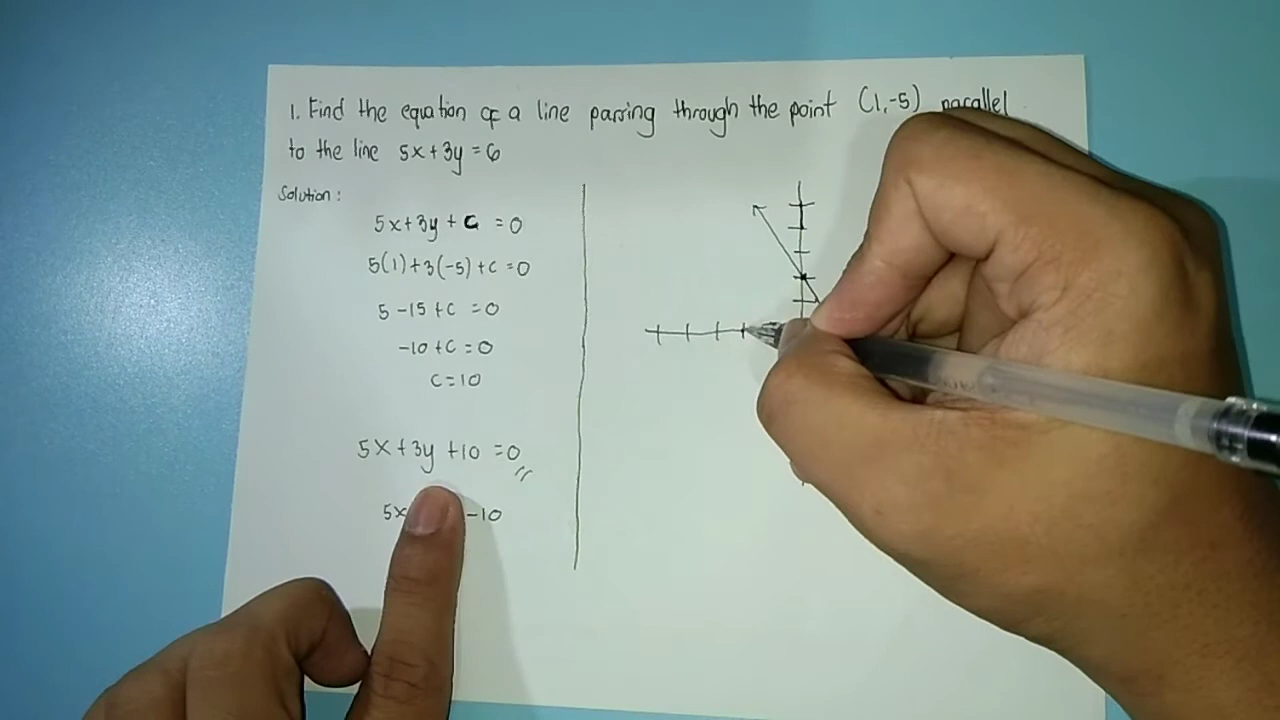 1. Find the equation of a line passing through the point (1,-5) parallel
to the line 5x+3y=6
Solution:
5x+3y+c=0
5(1)+3(-5)+c=0
5-15+c=0
-10+c=0
c=10
5x+3y+10=0
5x -10